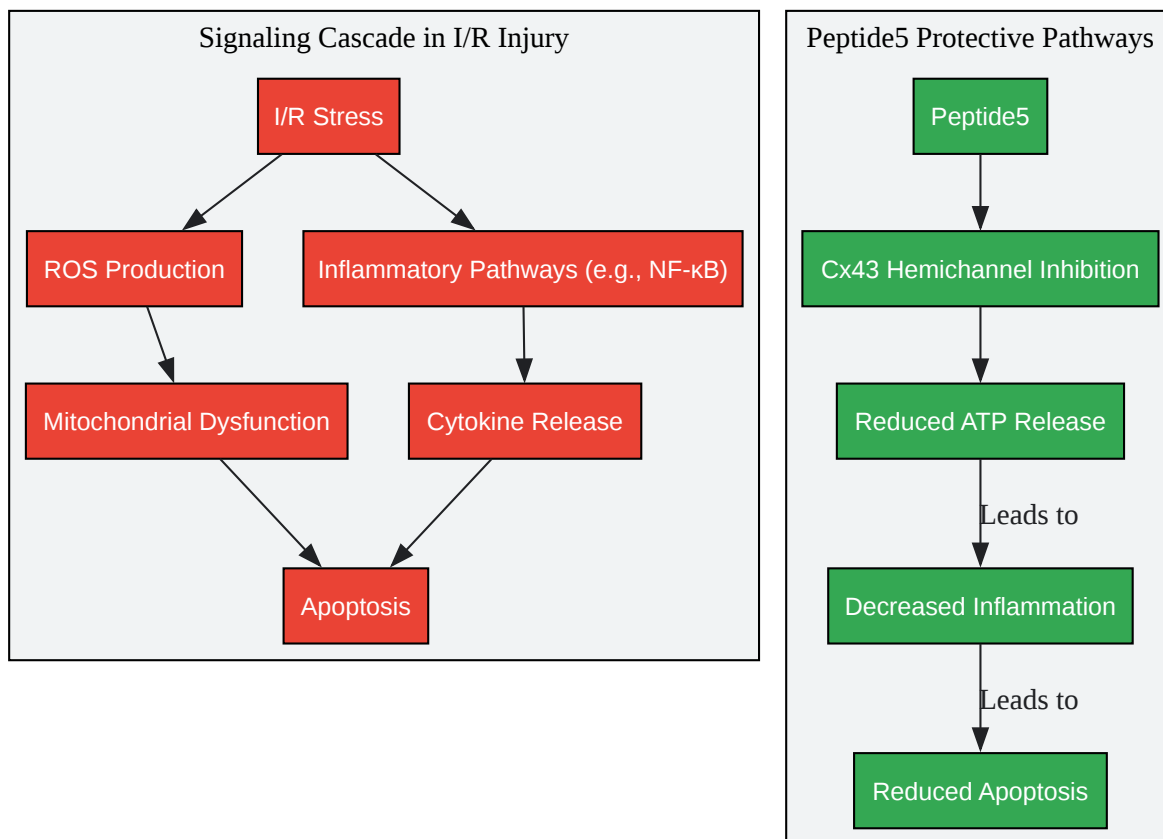 Signaling Cascade in I/R Injury
I/R Stress
ROS Production
Inflammatory Pathways (e.g., NF-κB)
Mitochondrial Dysfunction
Cytokine Release
Apoptosis
Peptide5 Protective Pathways
Peptide5
Cx43 Hemichannel Inhibition
Reduced ATP Release
Leads to
Decreased Inflammation
Leads to
Reduced Apoptosis